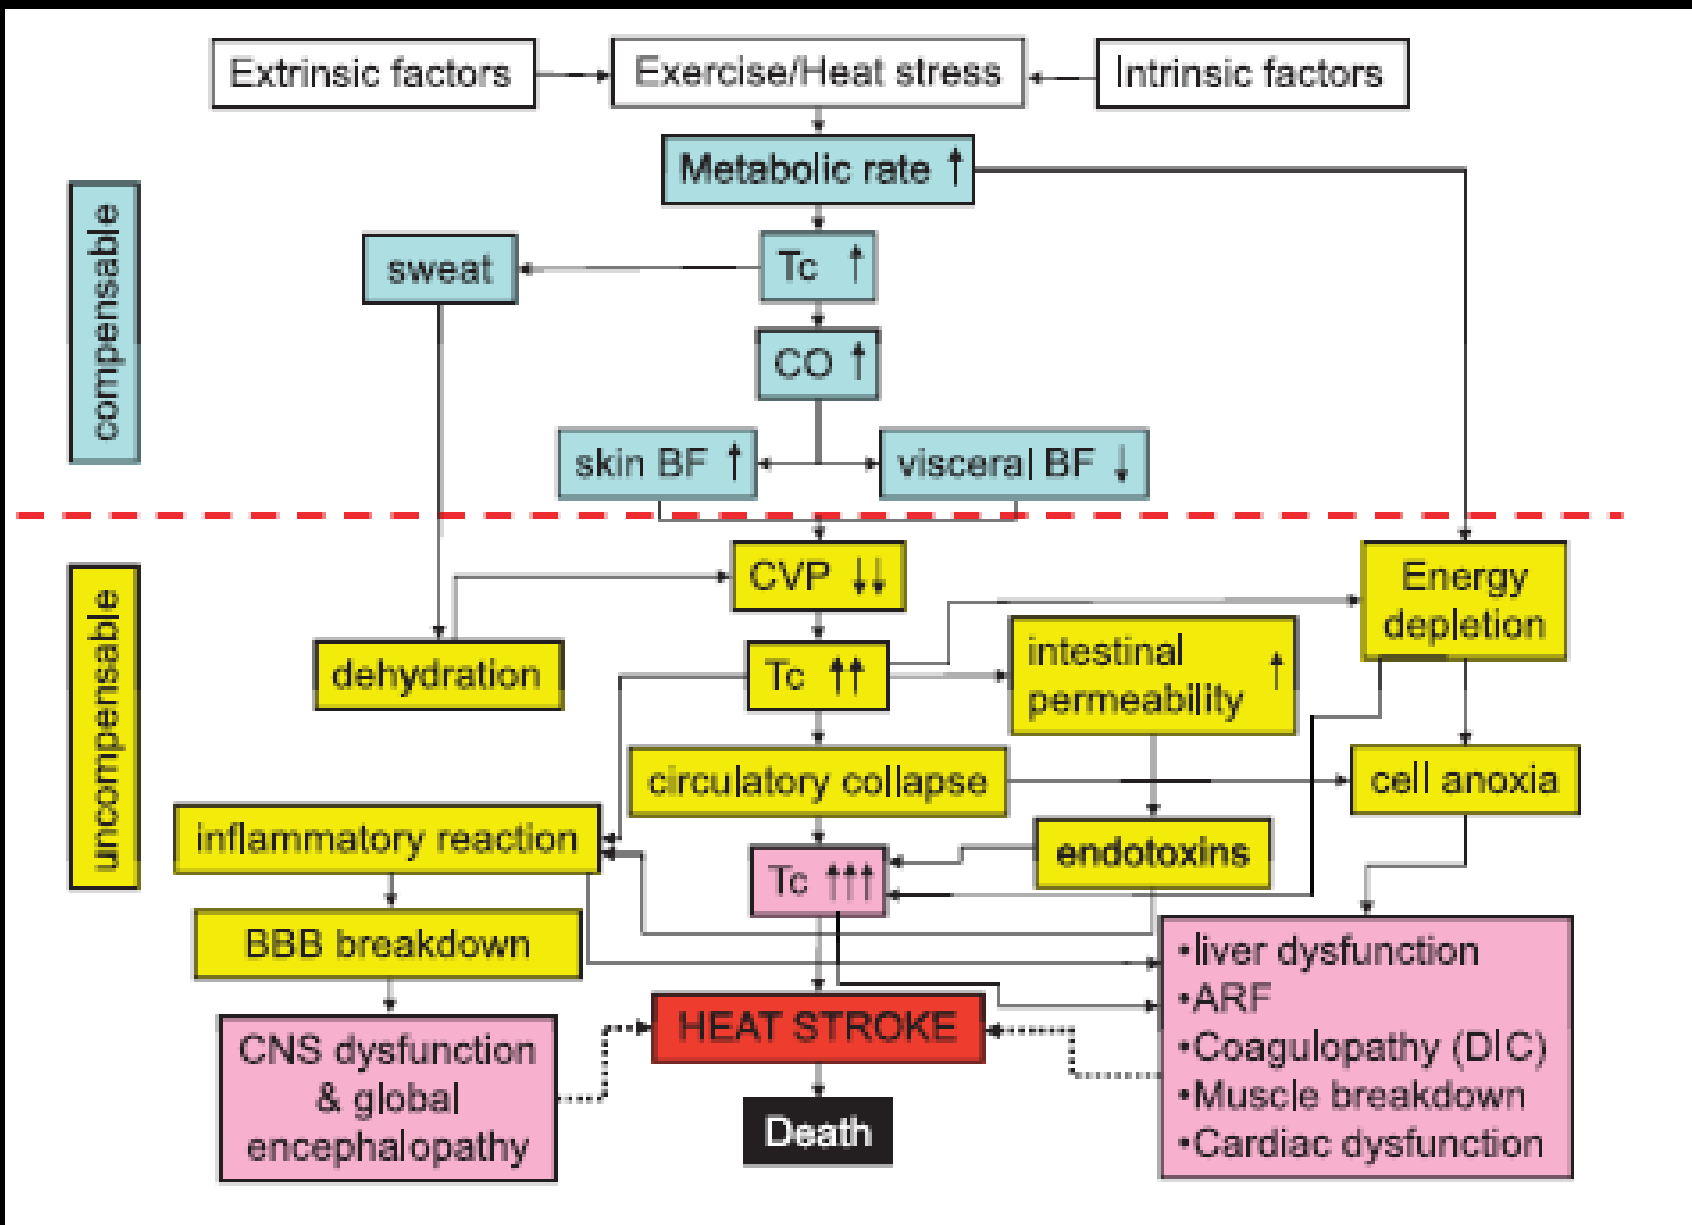 Extrinsic factors
Exercise/Heat stress
Intrinsic factors
Metabolic rate ↑
compensable
sweat
Tc ↑
CO ↑
skin BF ↑
visceral BF ↓
uncompensable
CVP ↓↓
Energy
depletion
dehydration
Tc ↑↑
intestinal
permeability ↑
circulatory collapse
cell anoxia
inflammatory reaction
Tc ↑↑↑
endotoxins
BBB breakdown
•liver dysfunction
•ARF
•Coagulopathy (DIC)
•Muscle breakdown
•Cardiac dysfunction
HEAT STROKE
CNS dysfunction
& global
encephalopathy
Death